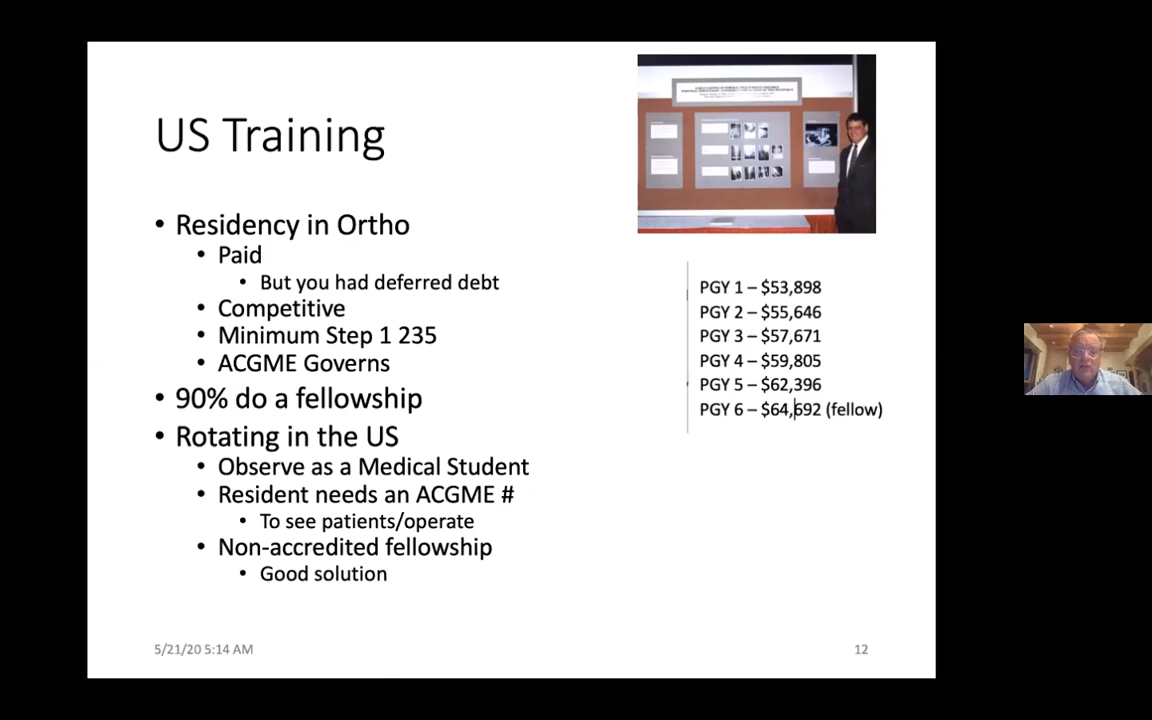 US Training
• Residency in Ortho
• Paid
• But you had deferred debt
• Competitive
• Minimum Step 1 235
• ACGME Governs
• 90% do a fellowship
• Rotating in the US
• Observe as a Medical Student
• Resident needs an ACGME #
• To see patients/operate
• Non-accredited fellowship
• Good solution
PGY 1 – $53,898
PGY 2 – $55,646
PGY 3 – $57,671
PGY 4 – $59,805
PGY 5 – $62,396
PGY 6 – $64,692 (fellow)
5/21/20 5:14 AM
12